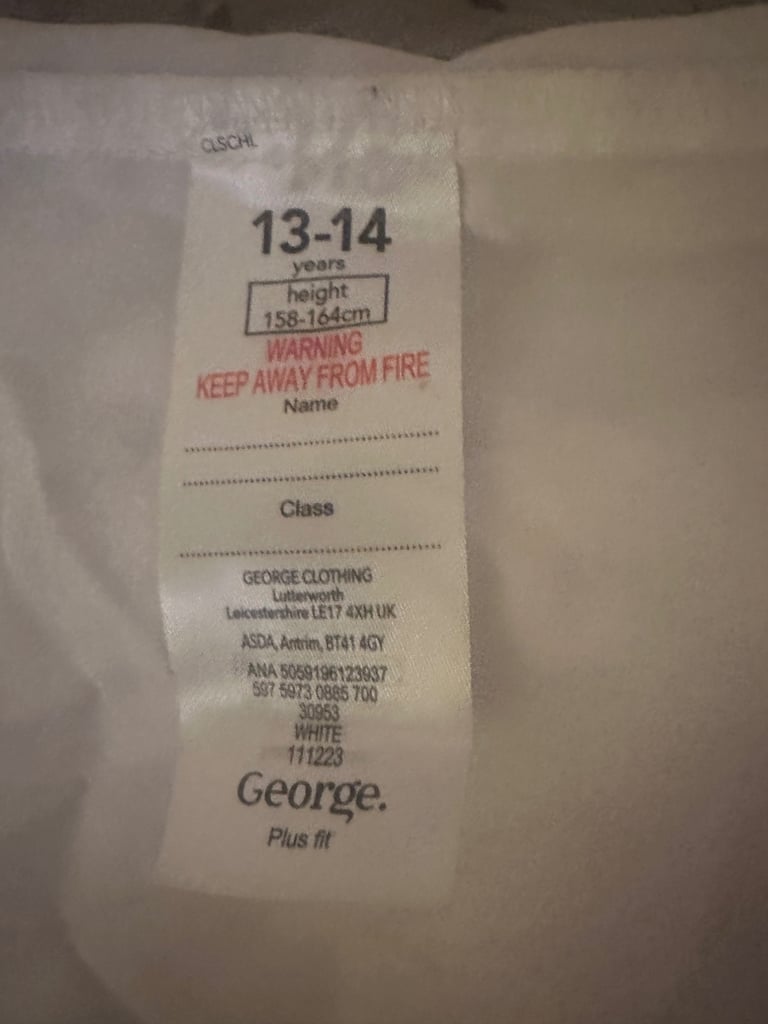 CLSCHL
13-14
years
height
158-164cm
WARNING
KEEP AWAY FROM FIRE
Name
Class
GEORGE CLOTHING
Lutterworth
Leicestershire LE17 4XH UK
ASDA, Antrim, BT41 4GY
ANA 5059196123937
597 5973 0885 700
30953
WHITE
111223
George.
Plus fit